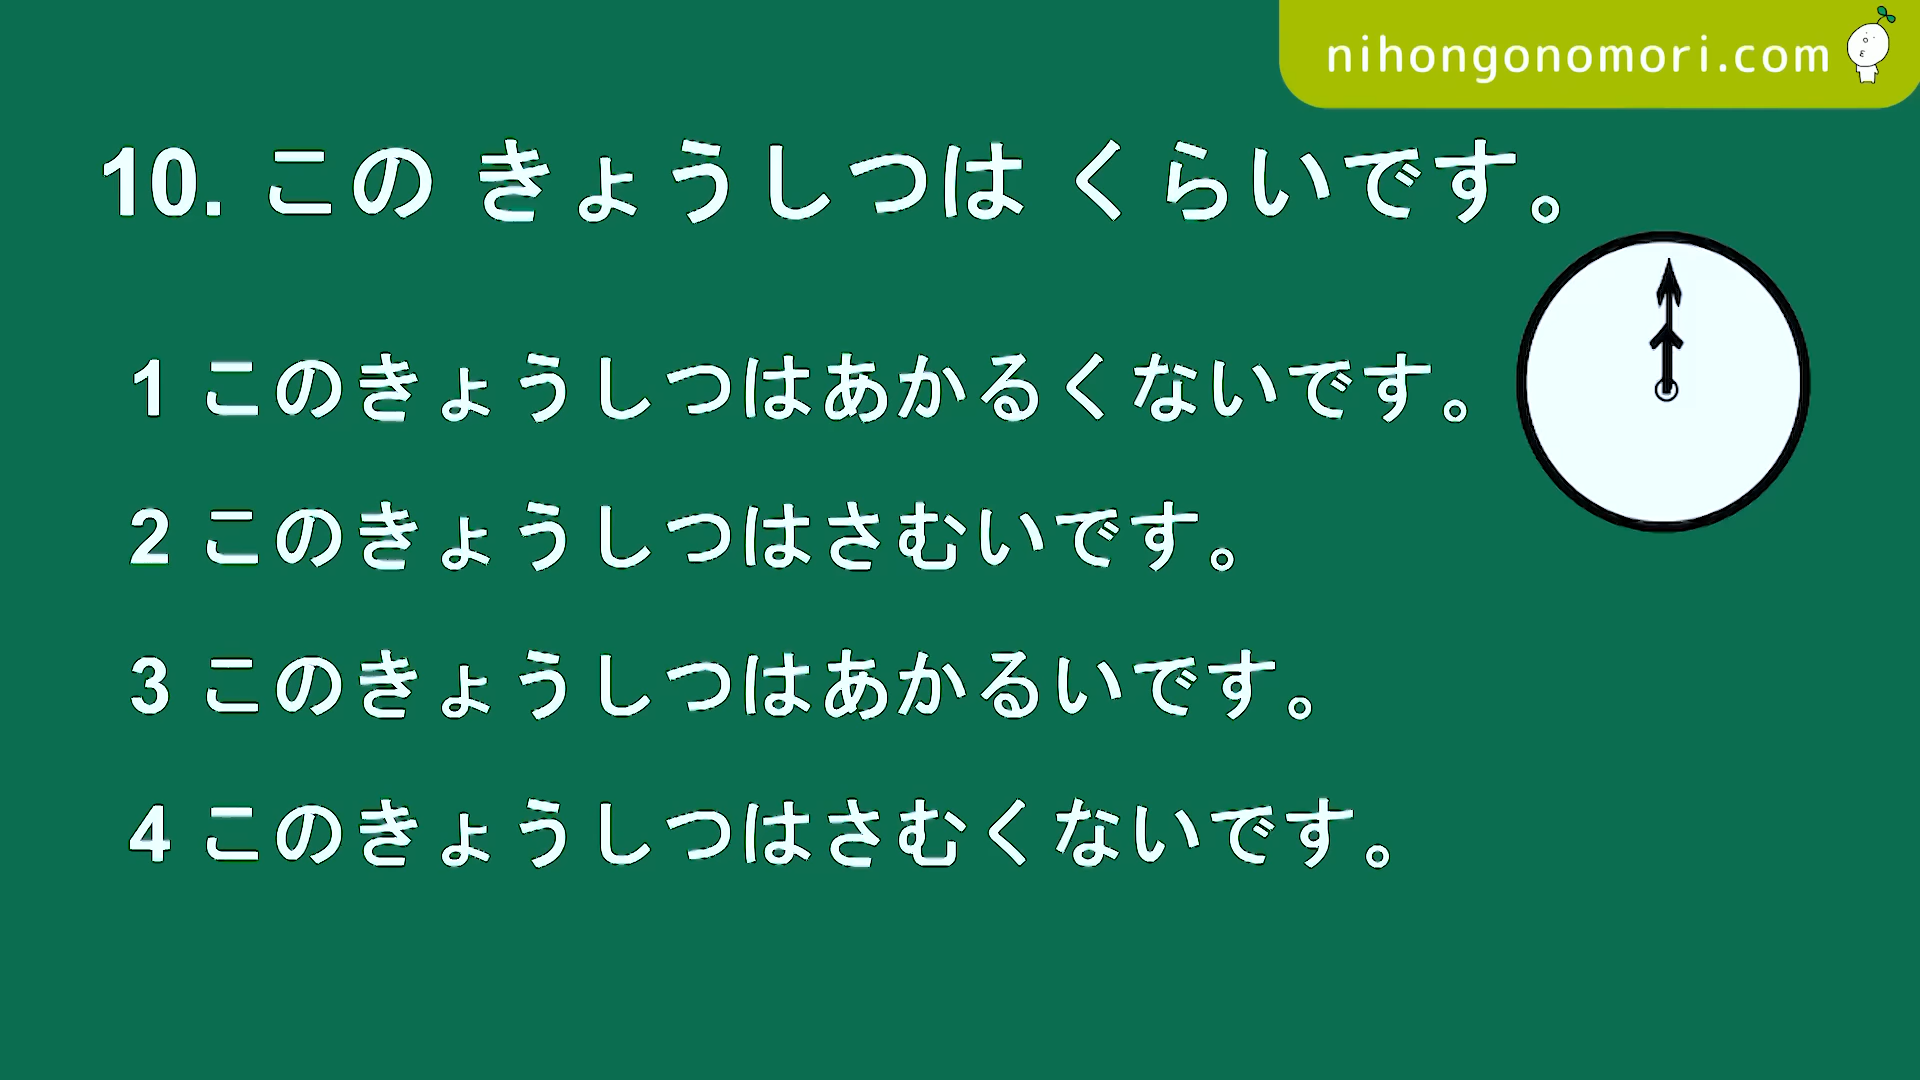 nihongonomori.com
10. この きょうしつは くらいです。
1 このきょうしつはあかるくないです。
2 このきょうしつはさむいです。
3 このきょうしつはあかるいです。
4 このきょうしつはさむくないです。